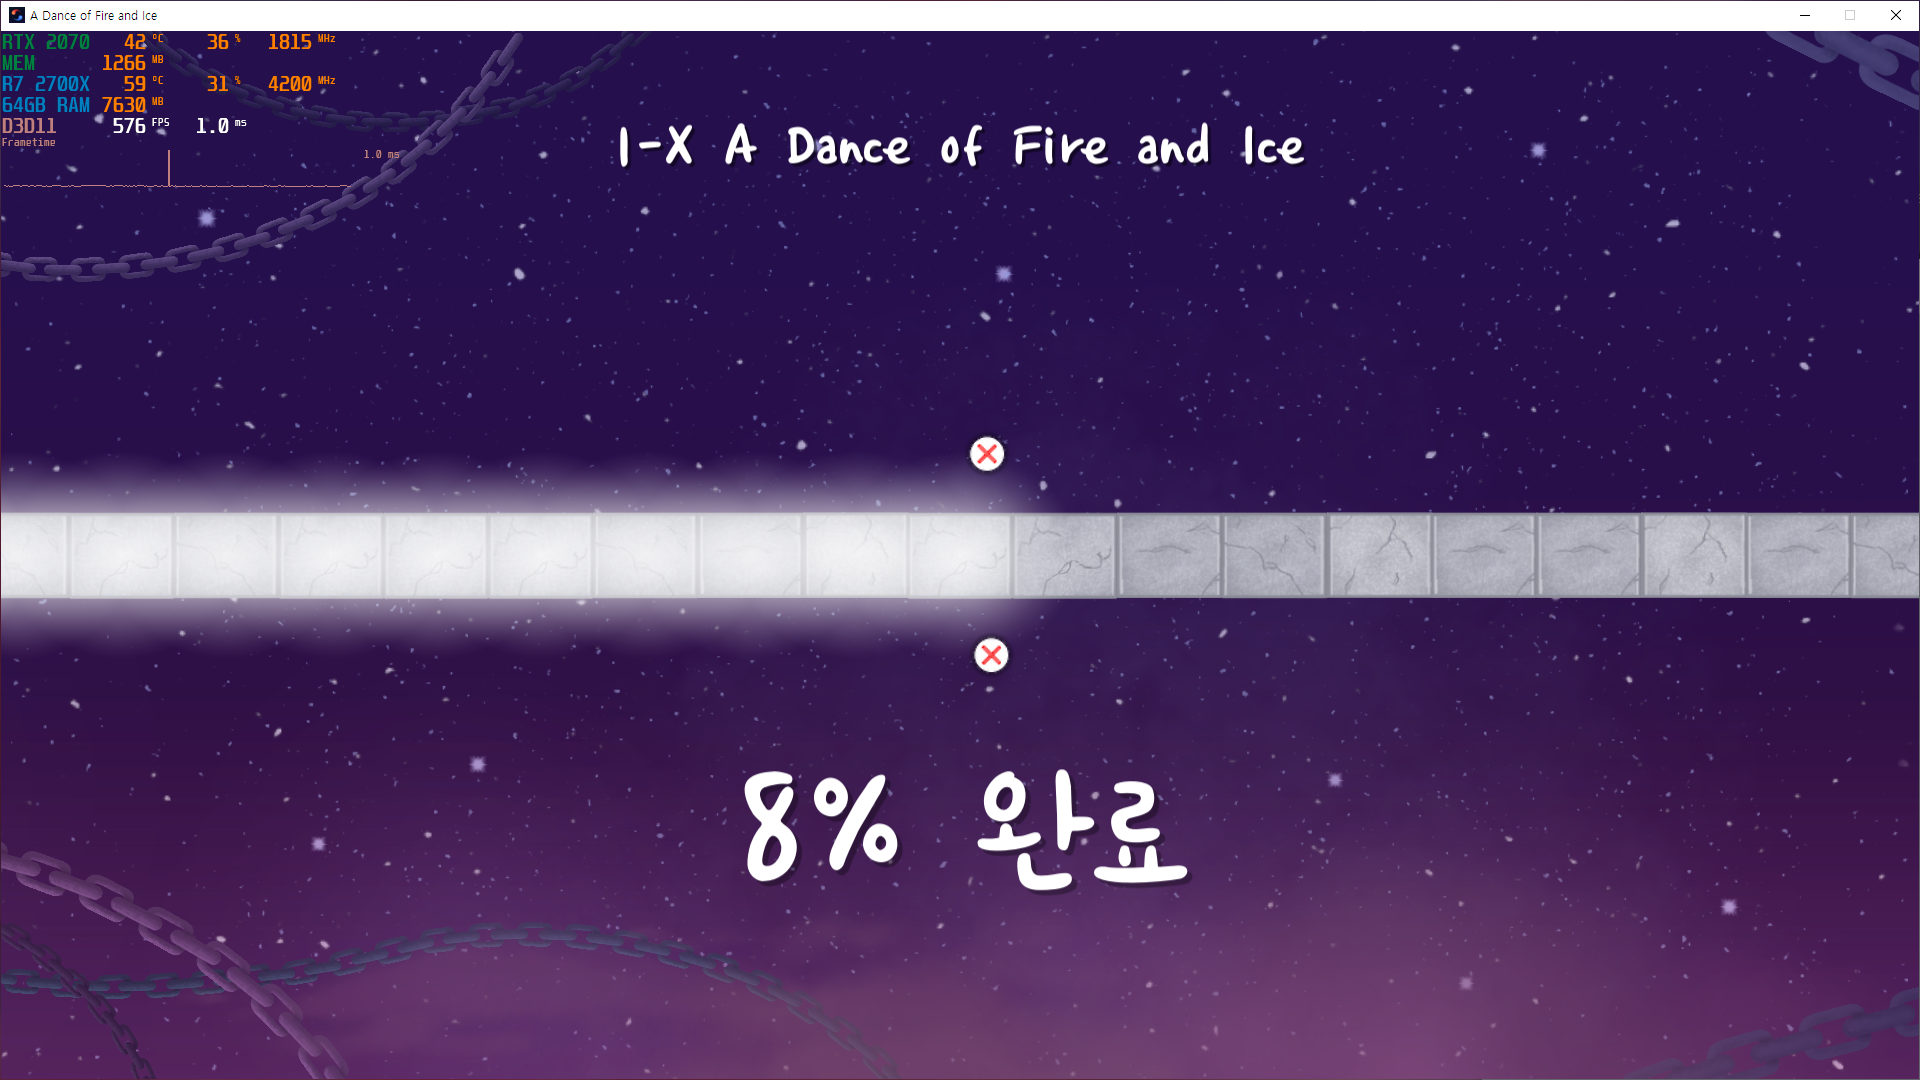 A Dance of Fire and Ice
RTX 2070 42 °C 36 % 1815 MHz
MEM 1266 MB
R7 2700X 59 °C 31 % 4200 MHz
64GB RAM 7630 MB
D3D11 576 FPS 1.0 ms
Frametime
1.0 ms
1-X A Dance of Fire and Ice
8% 완료